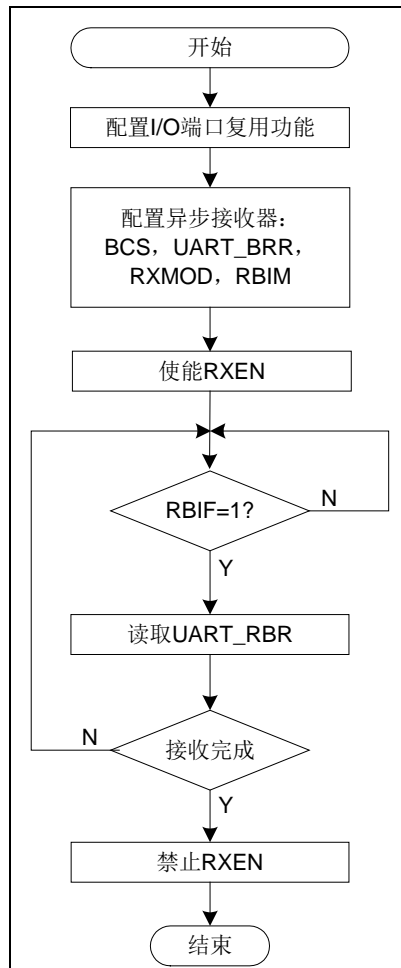 开始
配置I/O端口复用功能
配置异步接收器：
BCS，UART_BRR，
RXMOD，RBIM
使能RXEN
RBIF=1?
N
Y
读取UART_RBR
N
接收完成
Y
禁止RXEN
结束